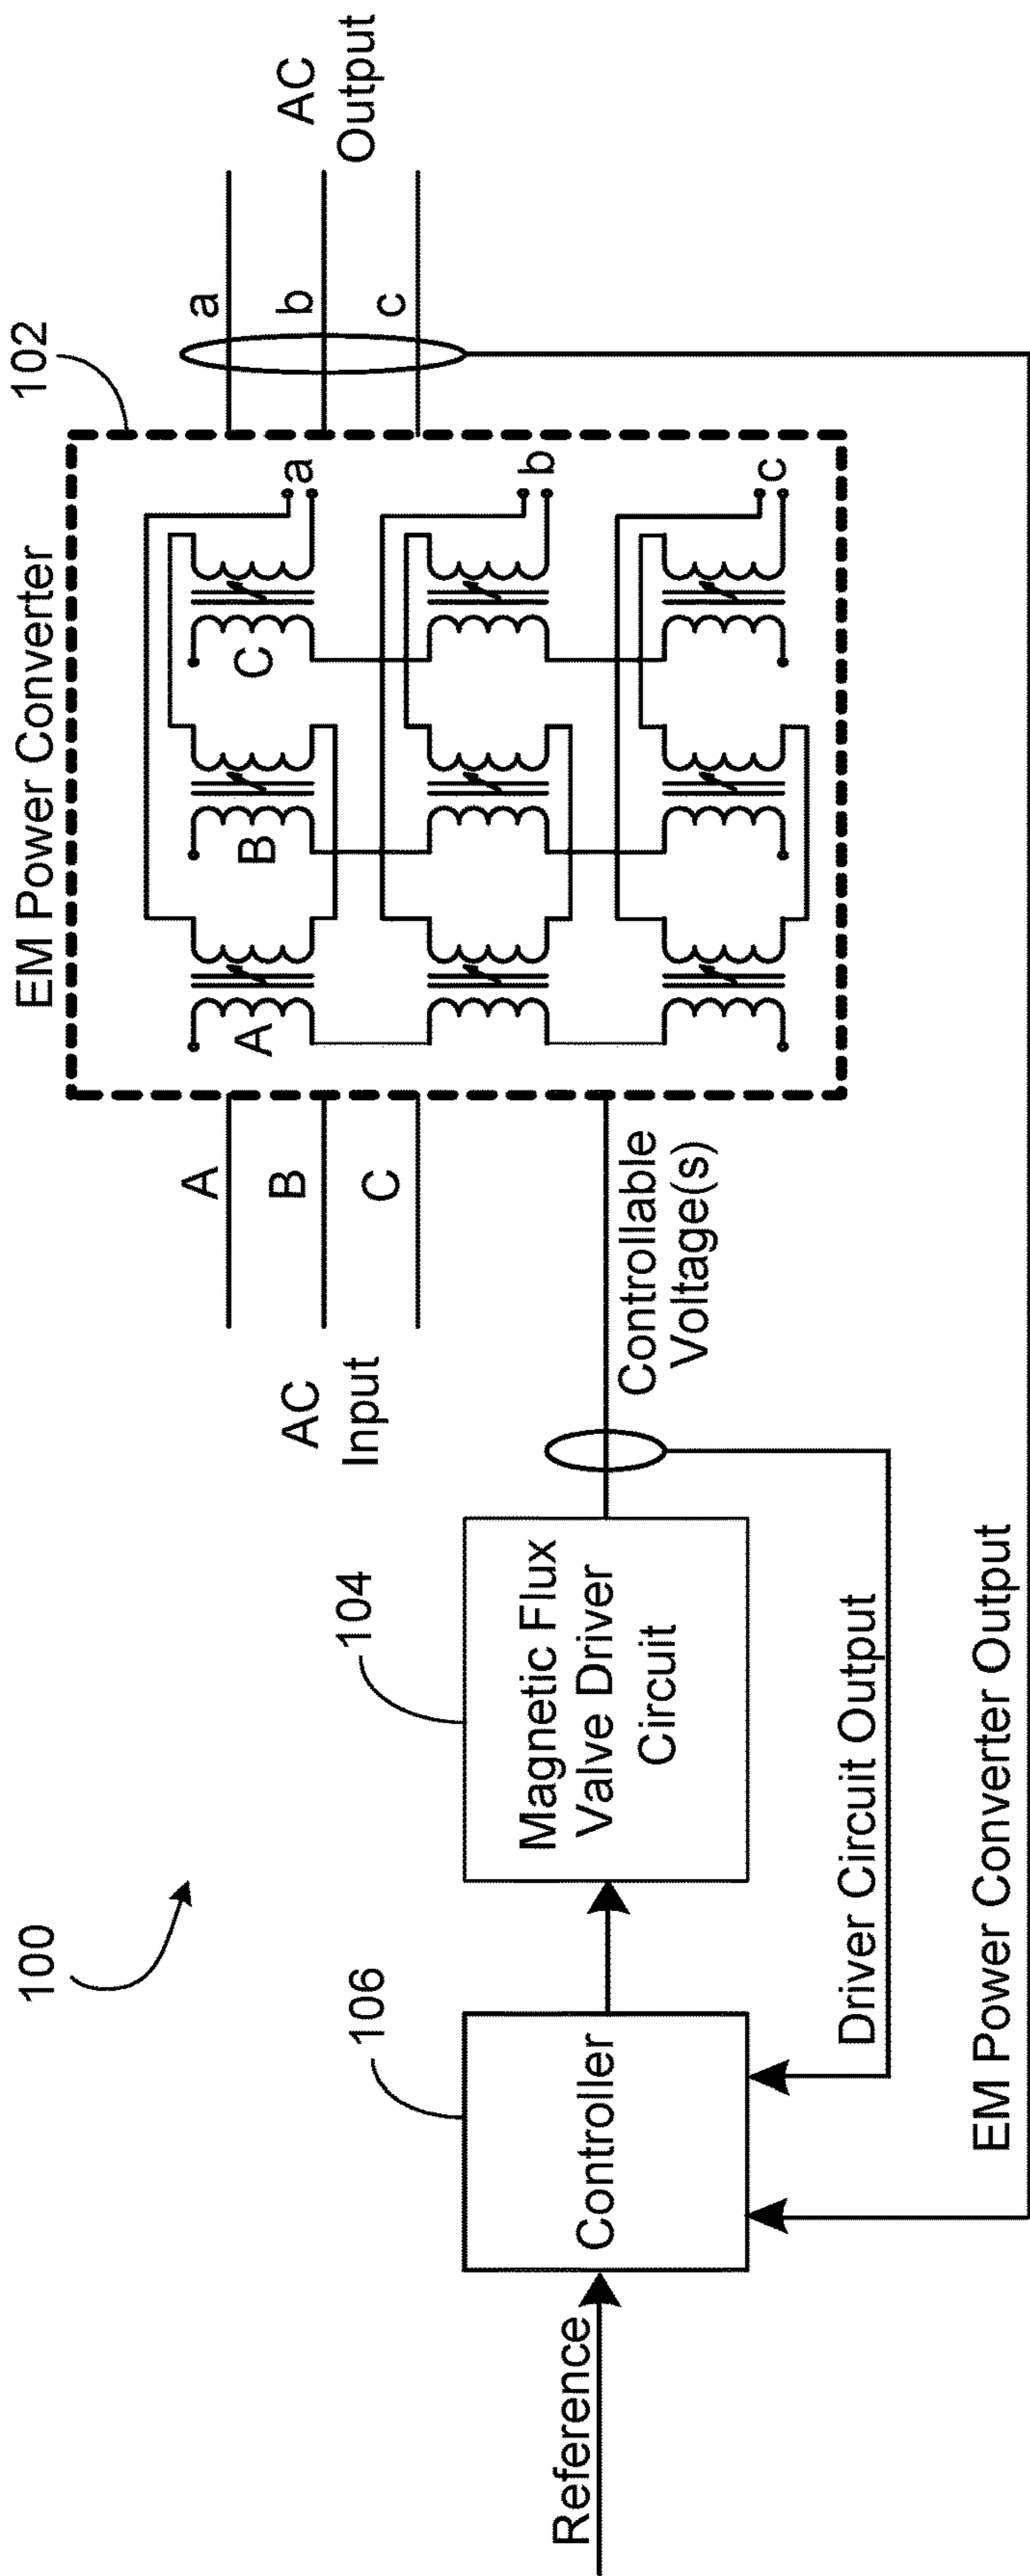 100
106
Controller
Reference
104
Magnetic Flux
Valve Driver
Circuit
Driver Circuit Output
EM Power Converter Output
Controllable
Voltage(s)
AC
Input
A
B
C
EM Power Converter
102
A
B
C
a
b
c
a
b
c
AC
Output